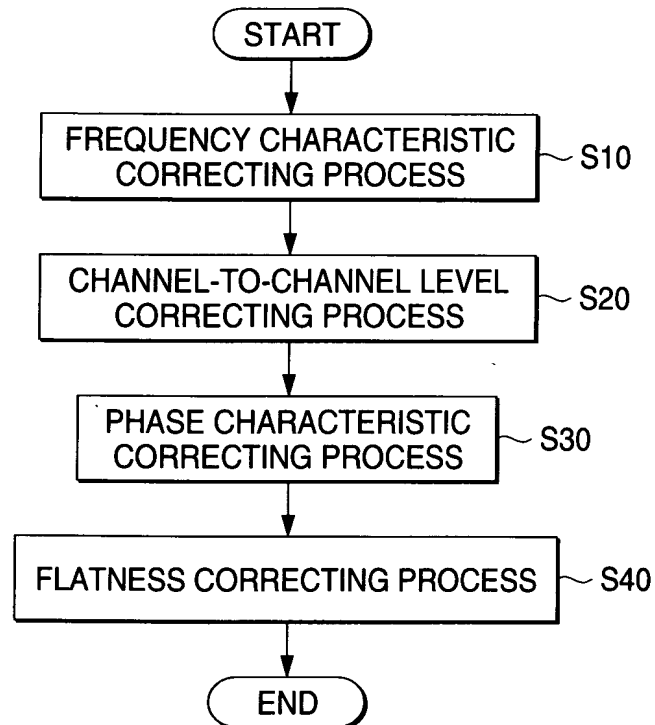 START
FREQUENCY CHARACTERISTIC
CORRECTING PROCESS
S10
CHANNEL-TO-CHANNEL LEVEL
CORRECTING PROCESS
S20
PHASE CHARACTERISTIC
CORRECTING PROCESS
S30
FLATNESS CORRECTING PROCESS
S40
END